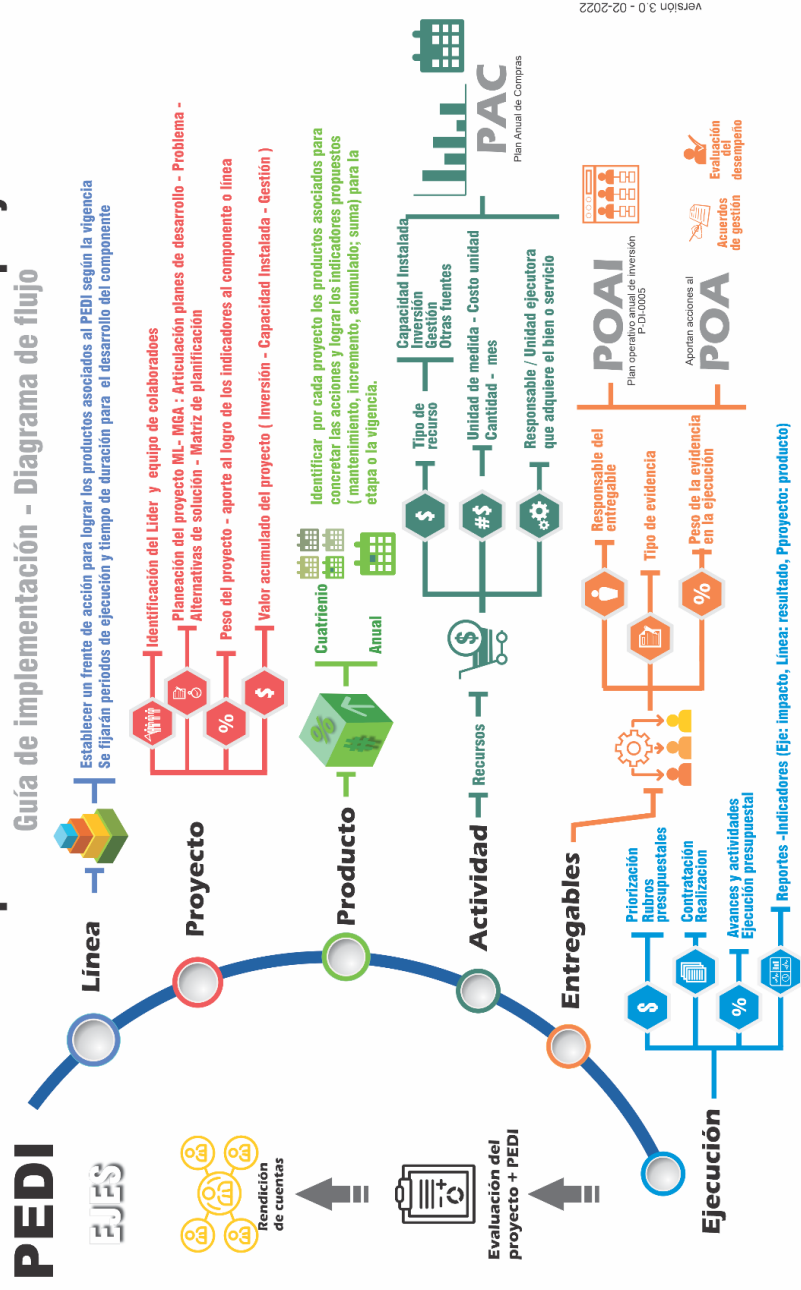 Guía de implementación - Diagrama de flujo
PEDI
EJES
Línea
Establecer un frente de acción para lograr los productos asociados al PEDI según la vigencia
Se fijarán periodos de ejecución y tiempo de duración para el desarrollo del componente
Proyecto
Identificación del Lider y equipo de colaboradoes
Planeación del proyecto ML- MGA : Articulación planes de desarrollo - Problema -
Alternativas de solución - Matriz de planificación
%
Peso del proyecto - aporte al logro de los indicadores al componente o línea
$
Valor acumulado del proyecto ( Inversión - Capacidad Instalada - Gestión )
Producto
%
#
Cuatrienio
Anual
Identificar por cada proyecto los productos asociados para
concretar las acciones y lograr los indicadores propuestos
( mantenimiento, incremento, acumulado; suma) para la
etapa o la vigencia.
Actividad
Recursos
$
$
Tipo de
recurso
Capacidad Instalada
Inversión
Gestión
Otras fuentes
#$
Unidad de medida - Costo unidad
Cantidad - mes
Responsable / Unidad ejecutora
que adquiere el bien o servicio
PAC
Plan Anual de Compras
Entregables
Responsable del
entregable
Tipo de evidencia
%
Peso de la evidencia
en la ejecución
POAI
Plan operativo anual de inversión
P-DI-0005
Aportan acciones al
POA
Acuerdos
de gestión
Evaluación
del
desempeño
Ejecución
$
Priorización
Rubros
presupuestales
Contratación
Realizacion
%
Avances y actividades
Ejecución presupuestal
Reportes -Indicadores (Eje: impacto, Línea: resultado, Pproyecto: producto)
Evaluación del
proyecto + PEDI
Rendición
de cuentas
versión 3.0 - 02-2022